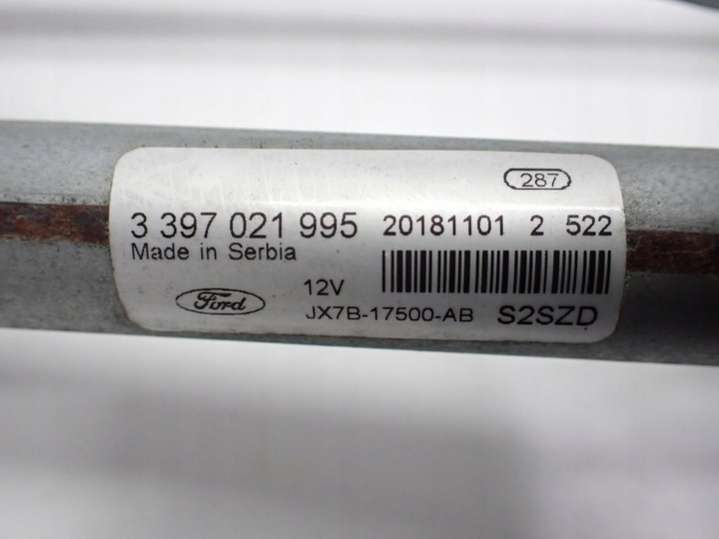 287
3 397 021 995 20181101 2 522
Made in Serbia
12V
Ford
JX7B-17500-AB S2SZD